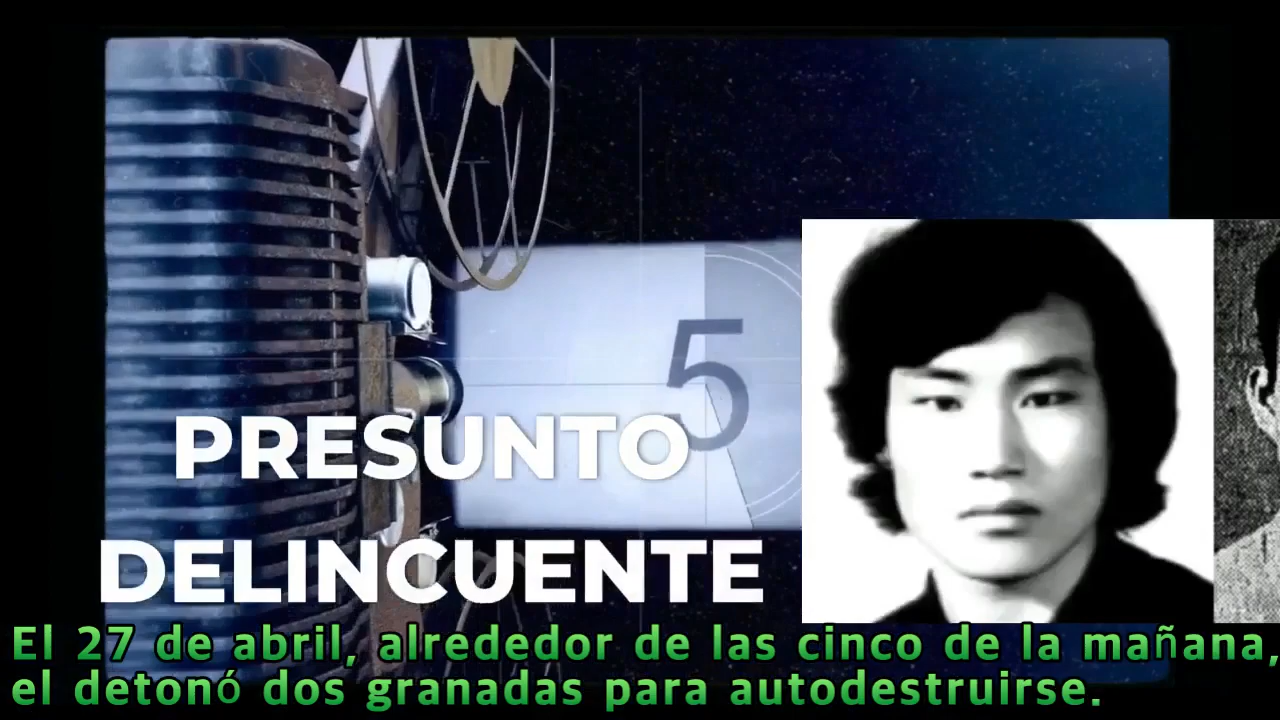 5
PRESUNTO
DELINCUENTE
El 27 de abril, alrededor de las cinco de la mañana,
el detonó dos granadas para autodestruirse.